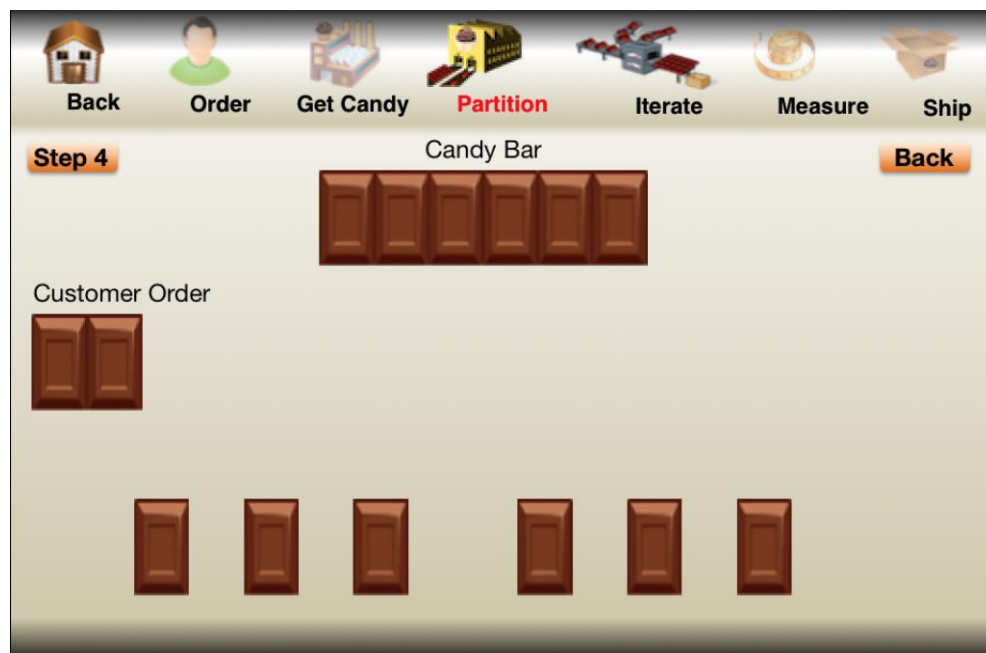 Back
Order
Get Candy
Partition
Iterate
Measure
Ship
Step 4
Candy Bar
Back
Customer Order